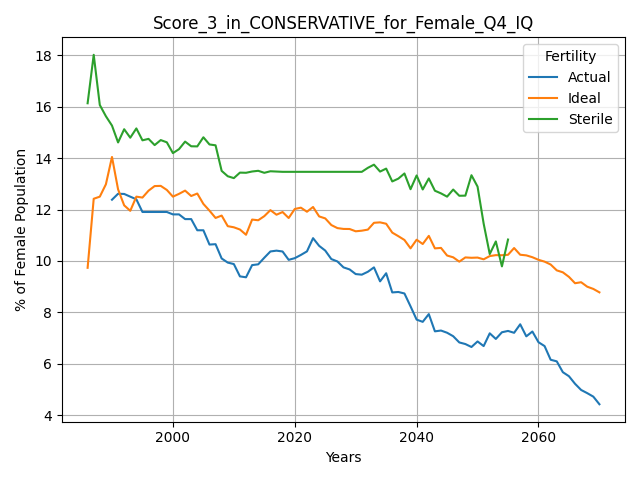 Score_3_in_CONSERVATIVE_for_Female_Q4_IQ
Fertility
Actual
Ideal
Sterile
% of Female Population
18
16
14
12
10
8
6
4
2000
2020
2040
2060
Years